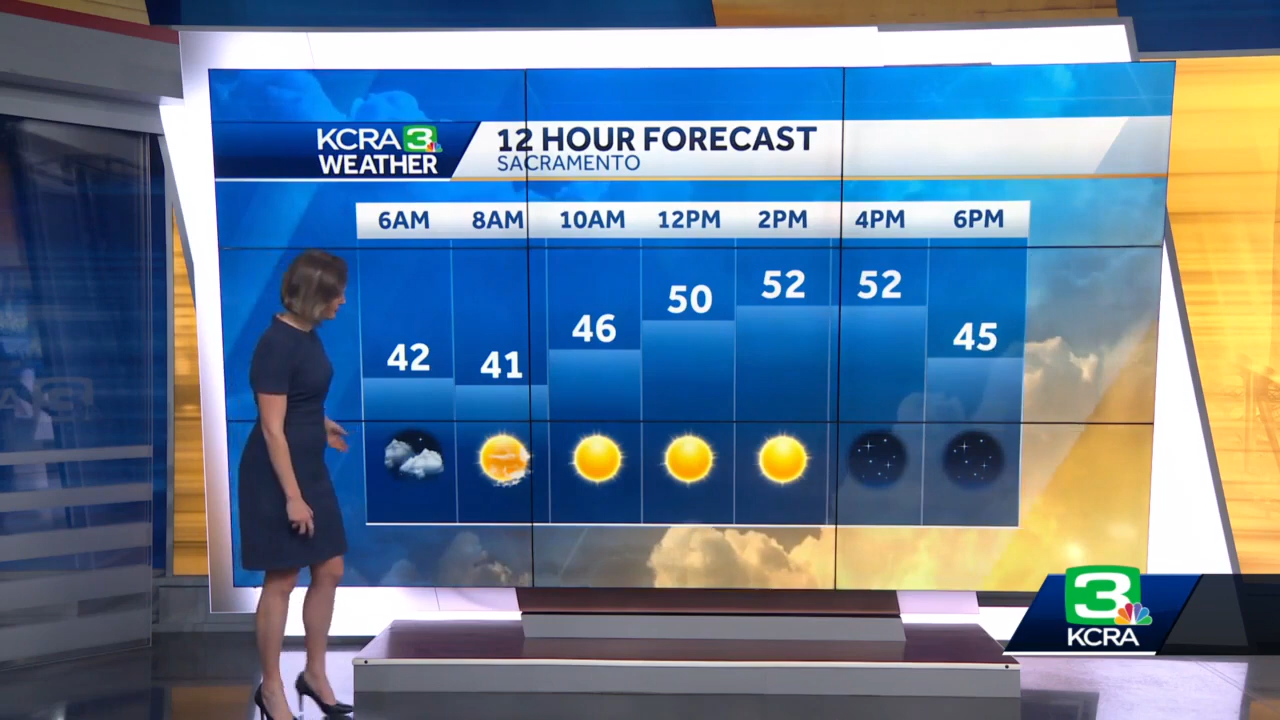 KCRA 3
WEATHER
12 HOUR FORECAST
SACRAMENTO
6AM 8AM 10AM 12PM 2PM 4PM 6PM
42 41 46 50 52 52 45
3
KCRA